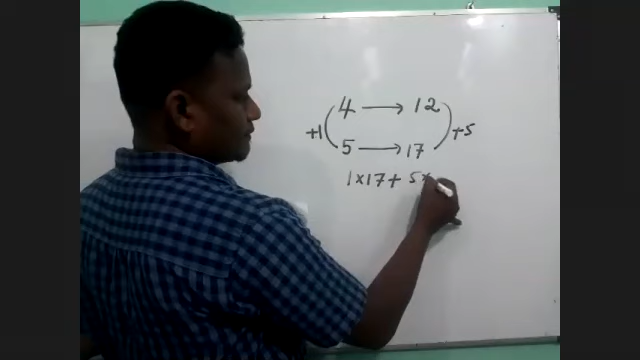 4 → 12
+1 +5
5 → 17
1×17+ 5×